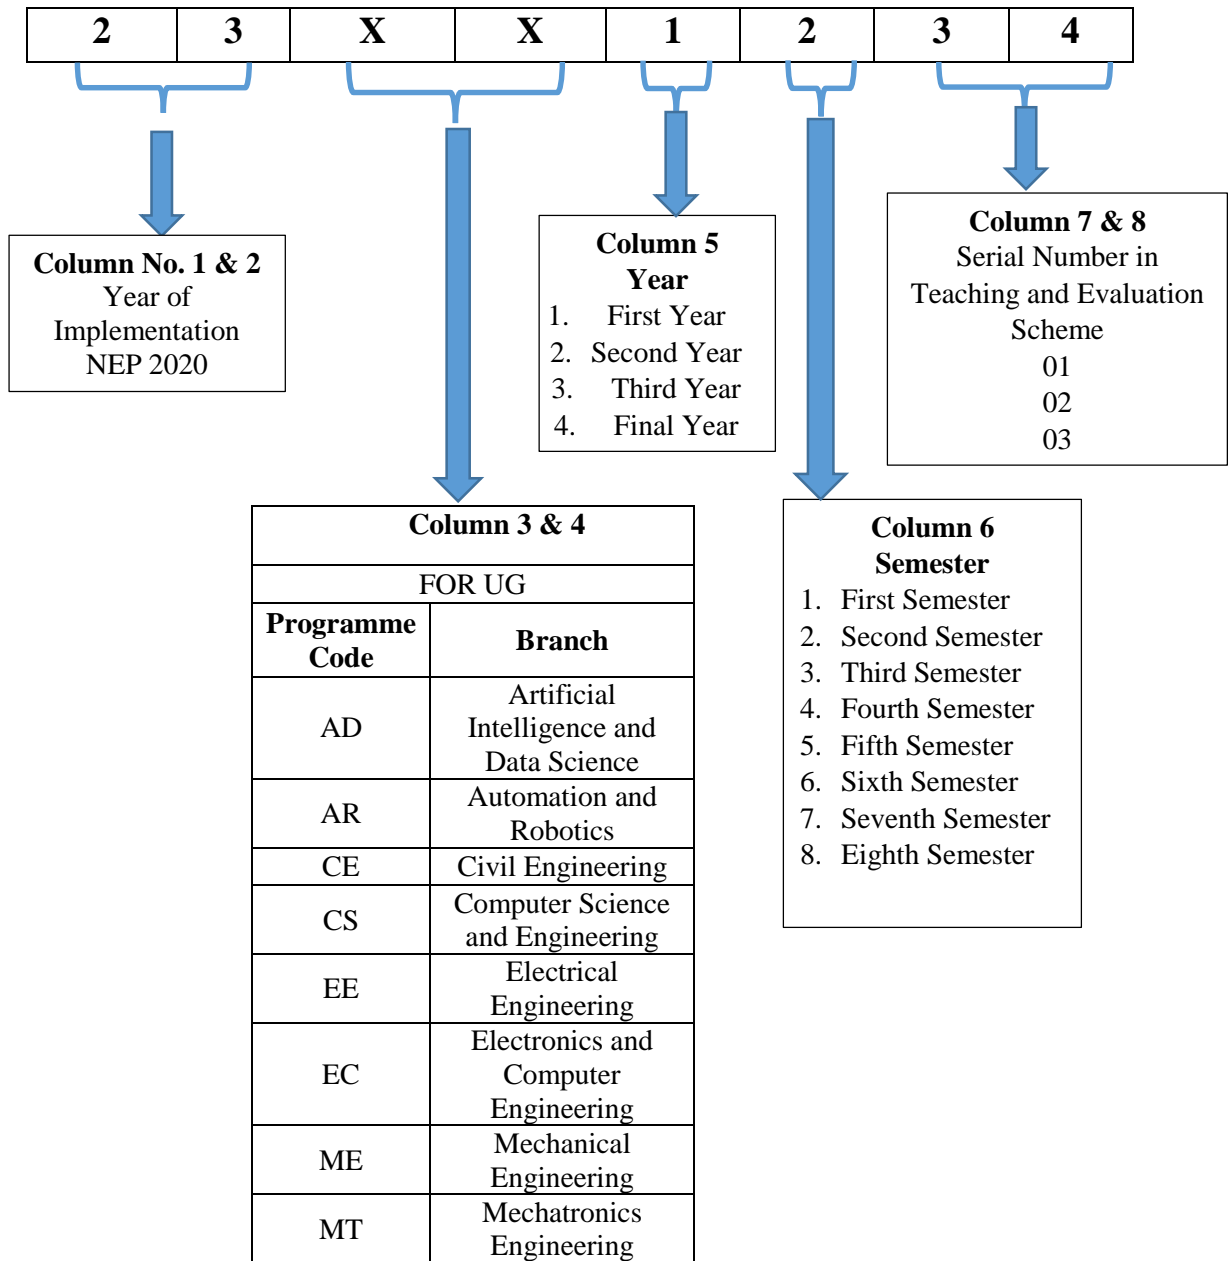 2 3 X X 1 2 3 4
Column No. 1 & 2
Year of
Implementation
NEP 2020
Column 5
Year
1. First Year
2. Second Year
3. Third Year
4. Final Year
Column 7 & 8
Serial Number in
Teaching and Evaluation
Scheme
01
02
03
Column 3 & 4
FOR UG
Programme
Code
Branch
AD
Artificial
Intelligence and
Data Science
AR
Automation and
Robotics
CE
Civil Engineering
CS
Computer Science
and Engineering
EE
Electrical
Engineering
EC
Electronics and
Computer
Engineering
ME
Mechanical
Engineering
MT
Mechatronics
Engineering
Column 6
Semester
1. First Semester
2. Second Semester
3. Third Semester
4. Fourth Semester
5. Fifth Semester
6. Sixth Semester
7. Seventh Semester
8. Eighth Semester